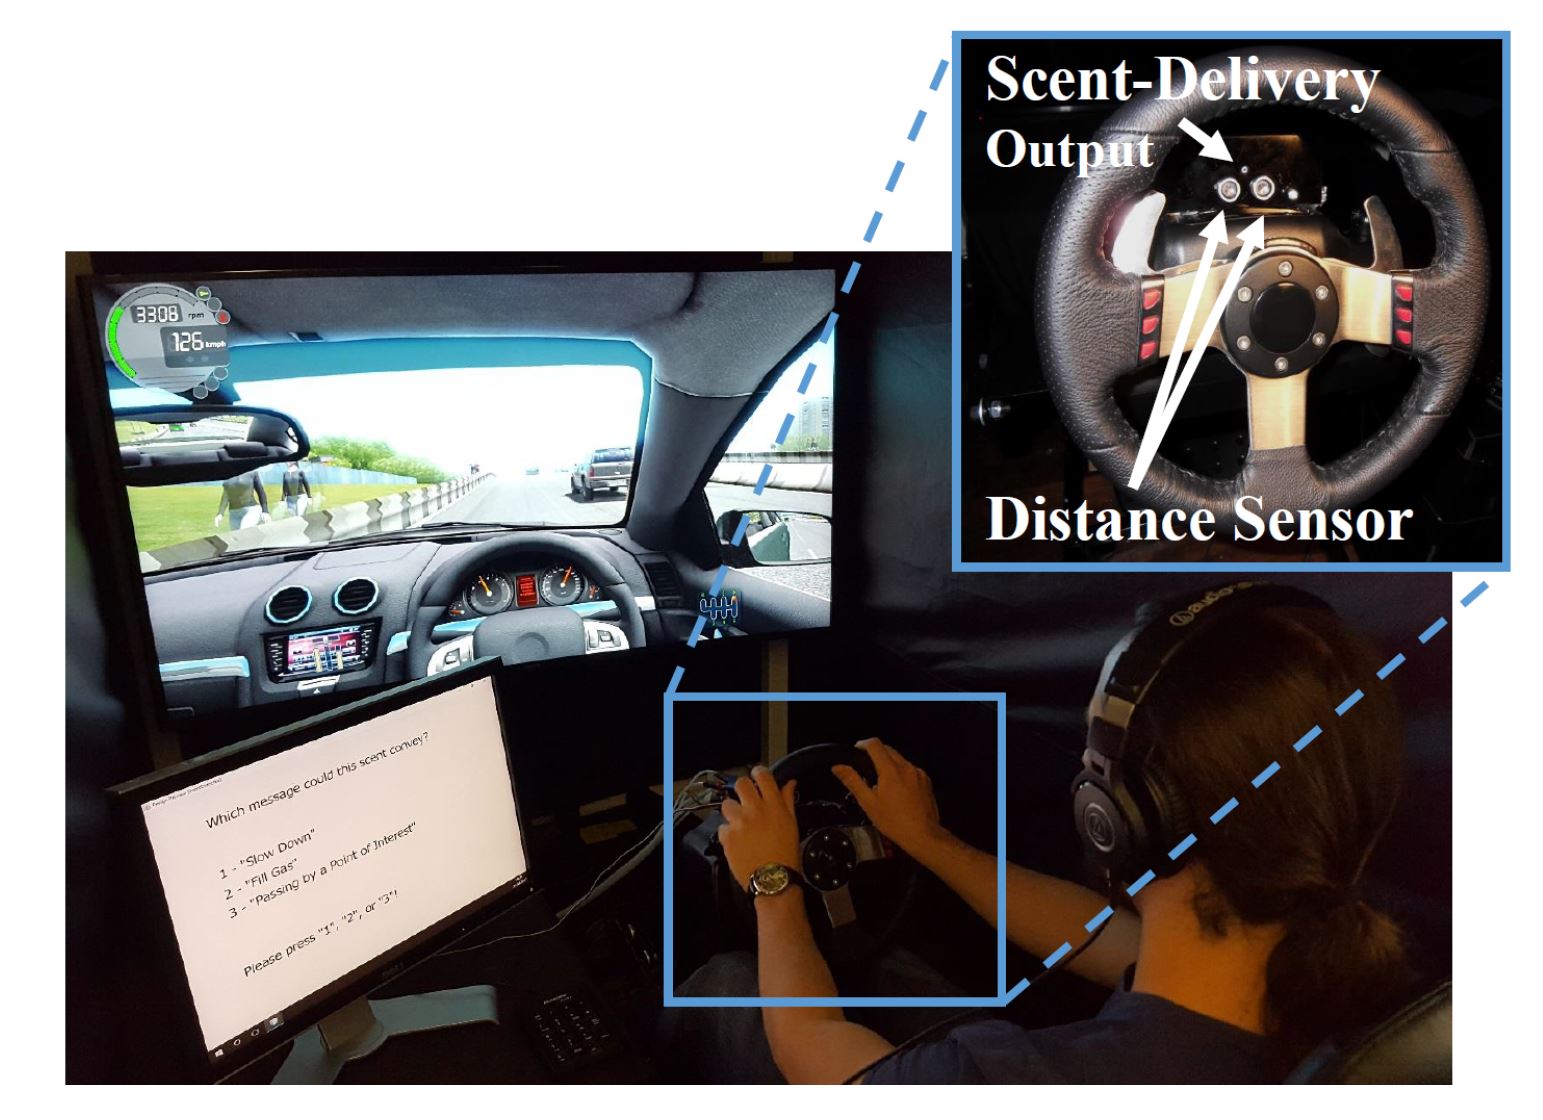 Scent-Delivery
Output
Distance Sensor
3308 rpm
126 kmph
audio-
Which message could this scent convey?
1 - "Slow Down"
2 - "Fill Gas"
3 - "Passing by a Point of Interest"
Please press "1", "2", or "3"!